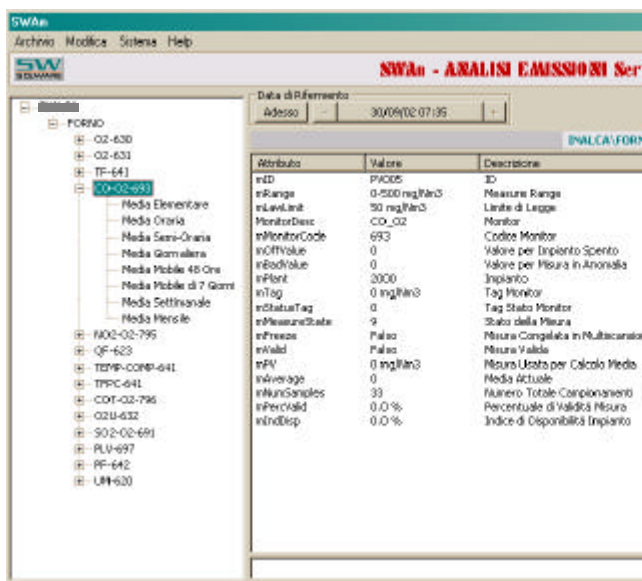 SWAn
Archivio Modifica Sistema Help
SW
SOLWARE
SWAn - ANALISI EMISSIONI Ser
Data di Riferimento
Adesso - 30/09/02 07:35 +
INALCA\FORN
FORNO
O2-630
O2-631
TF-641
CO-O2-693
Media Elementare
Media Oraria
Media Semi-Oraria
Media Giornaliera
Media Mobile 48 Ore
Media Mobile di 7 Giorni
Media Settimanale
Media Mensile
NO2-O2-795
QF-623
TEMP-COMP-641
TPPC-641
COT-O2-796
O2U-632
SO2-O2-691
PLV-697
PF-642
UMI-620
Attributo Valore Descrizione
mID PV005 ID
mRange 0-500 mg/Nm3 Measure Range
mLawLimit 50 mg/Nm3 Limite di Legge
MonitorDesc CO_O2 Monitor
mMonitorCode 693 Codice Monitor
mOffValue 0 Valore per Impianto Spento
mBadValue 0 Valore per Misura in Anomalia
mPlant 2000 Impianto
mTag 0 mg/Nm3 Tag Monitor
mStatusTag 0 Tag Stato Monitor
mMeasureState 9 Stato della Misura
mFreeze Falso Misura Congelata in Multiscansion
mValid Falso Misura Valida
mPV 0 mg/Nm3 Misura Usata per Calcolo Media
mAverage 0 Media Attuale
mNumSamples 33 Numero Totale Campionamenti
mPercValid 0.0 % Percentuale di Validità Misura
mIndDisp 0.0 % Indice di Disponibilità Impianto